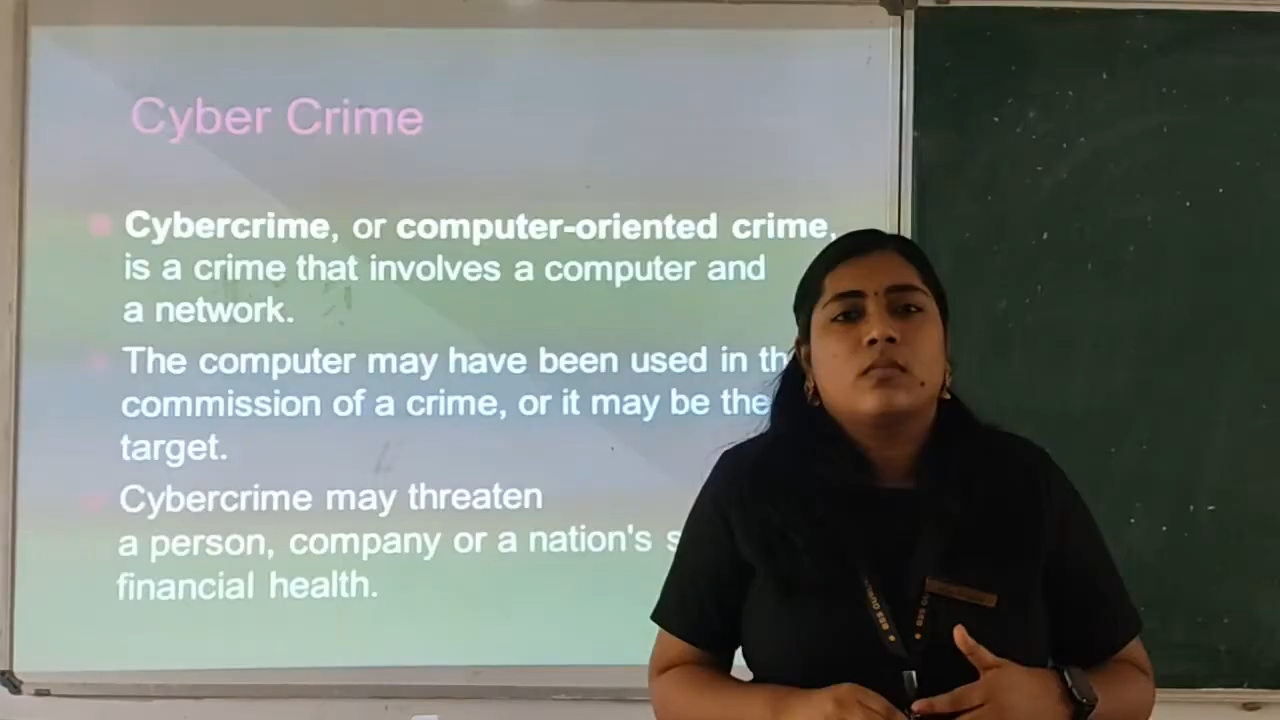 Cyber Crime
Cybercrime, or computer-oriented crime,
is a crime that involves a computer and
a network.
The computer may have been used in
commission of a crime, or it may be the
target.
Cybercrime may threaten
a person, company or a nation's
financial health.